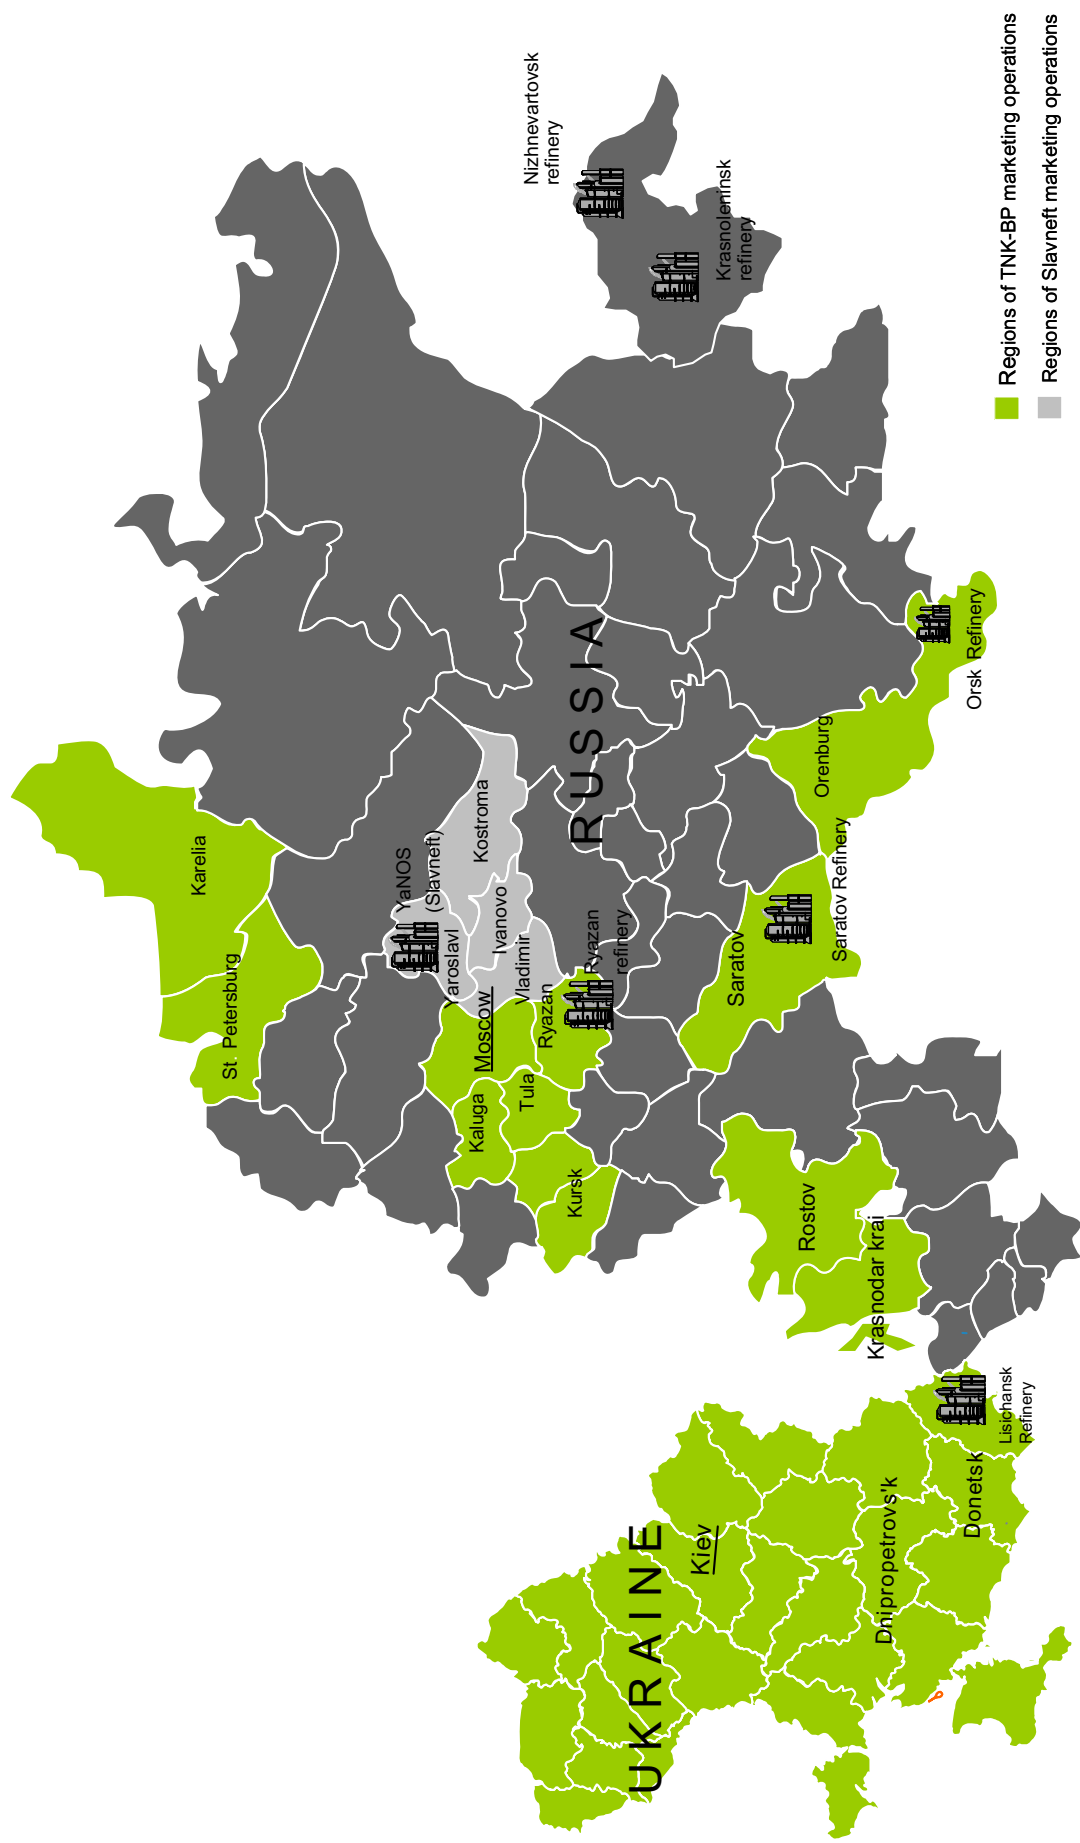 Karelia
St. Petersburg
YaNOS
(Slavneft)
Yaroslavl
Kostroma
Ivanovo
Vladimir
Moscow
Kaluga
Tula
Ryazan
Ryazan
refinery
Kursk
RUSSIA
Nizhnevartovsk
refinery
Krasnoleninsk
refinery
Saratov
Saratov Refinery
Orenburg
Orsk Refinery
Rostov
Krasnodar krai
UKRAINE
Kiev
Dnipropetrovs'k
Donetsk
Lisichansk
Refinery
Regions of TNK-BP marketing operations
Regions of Slavneft marketing operations